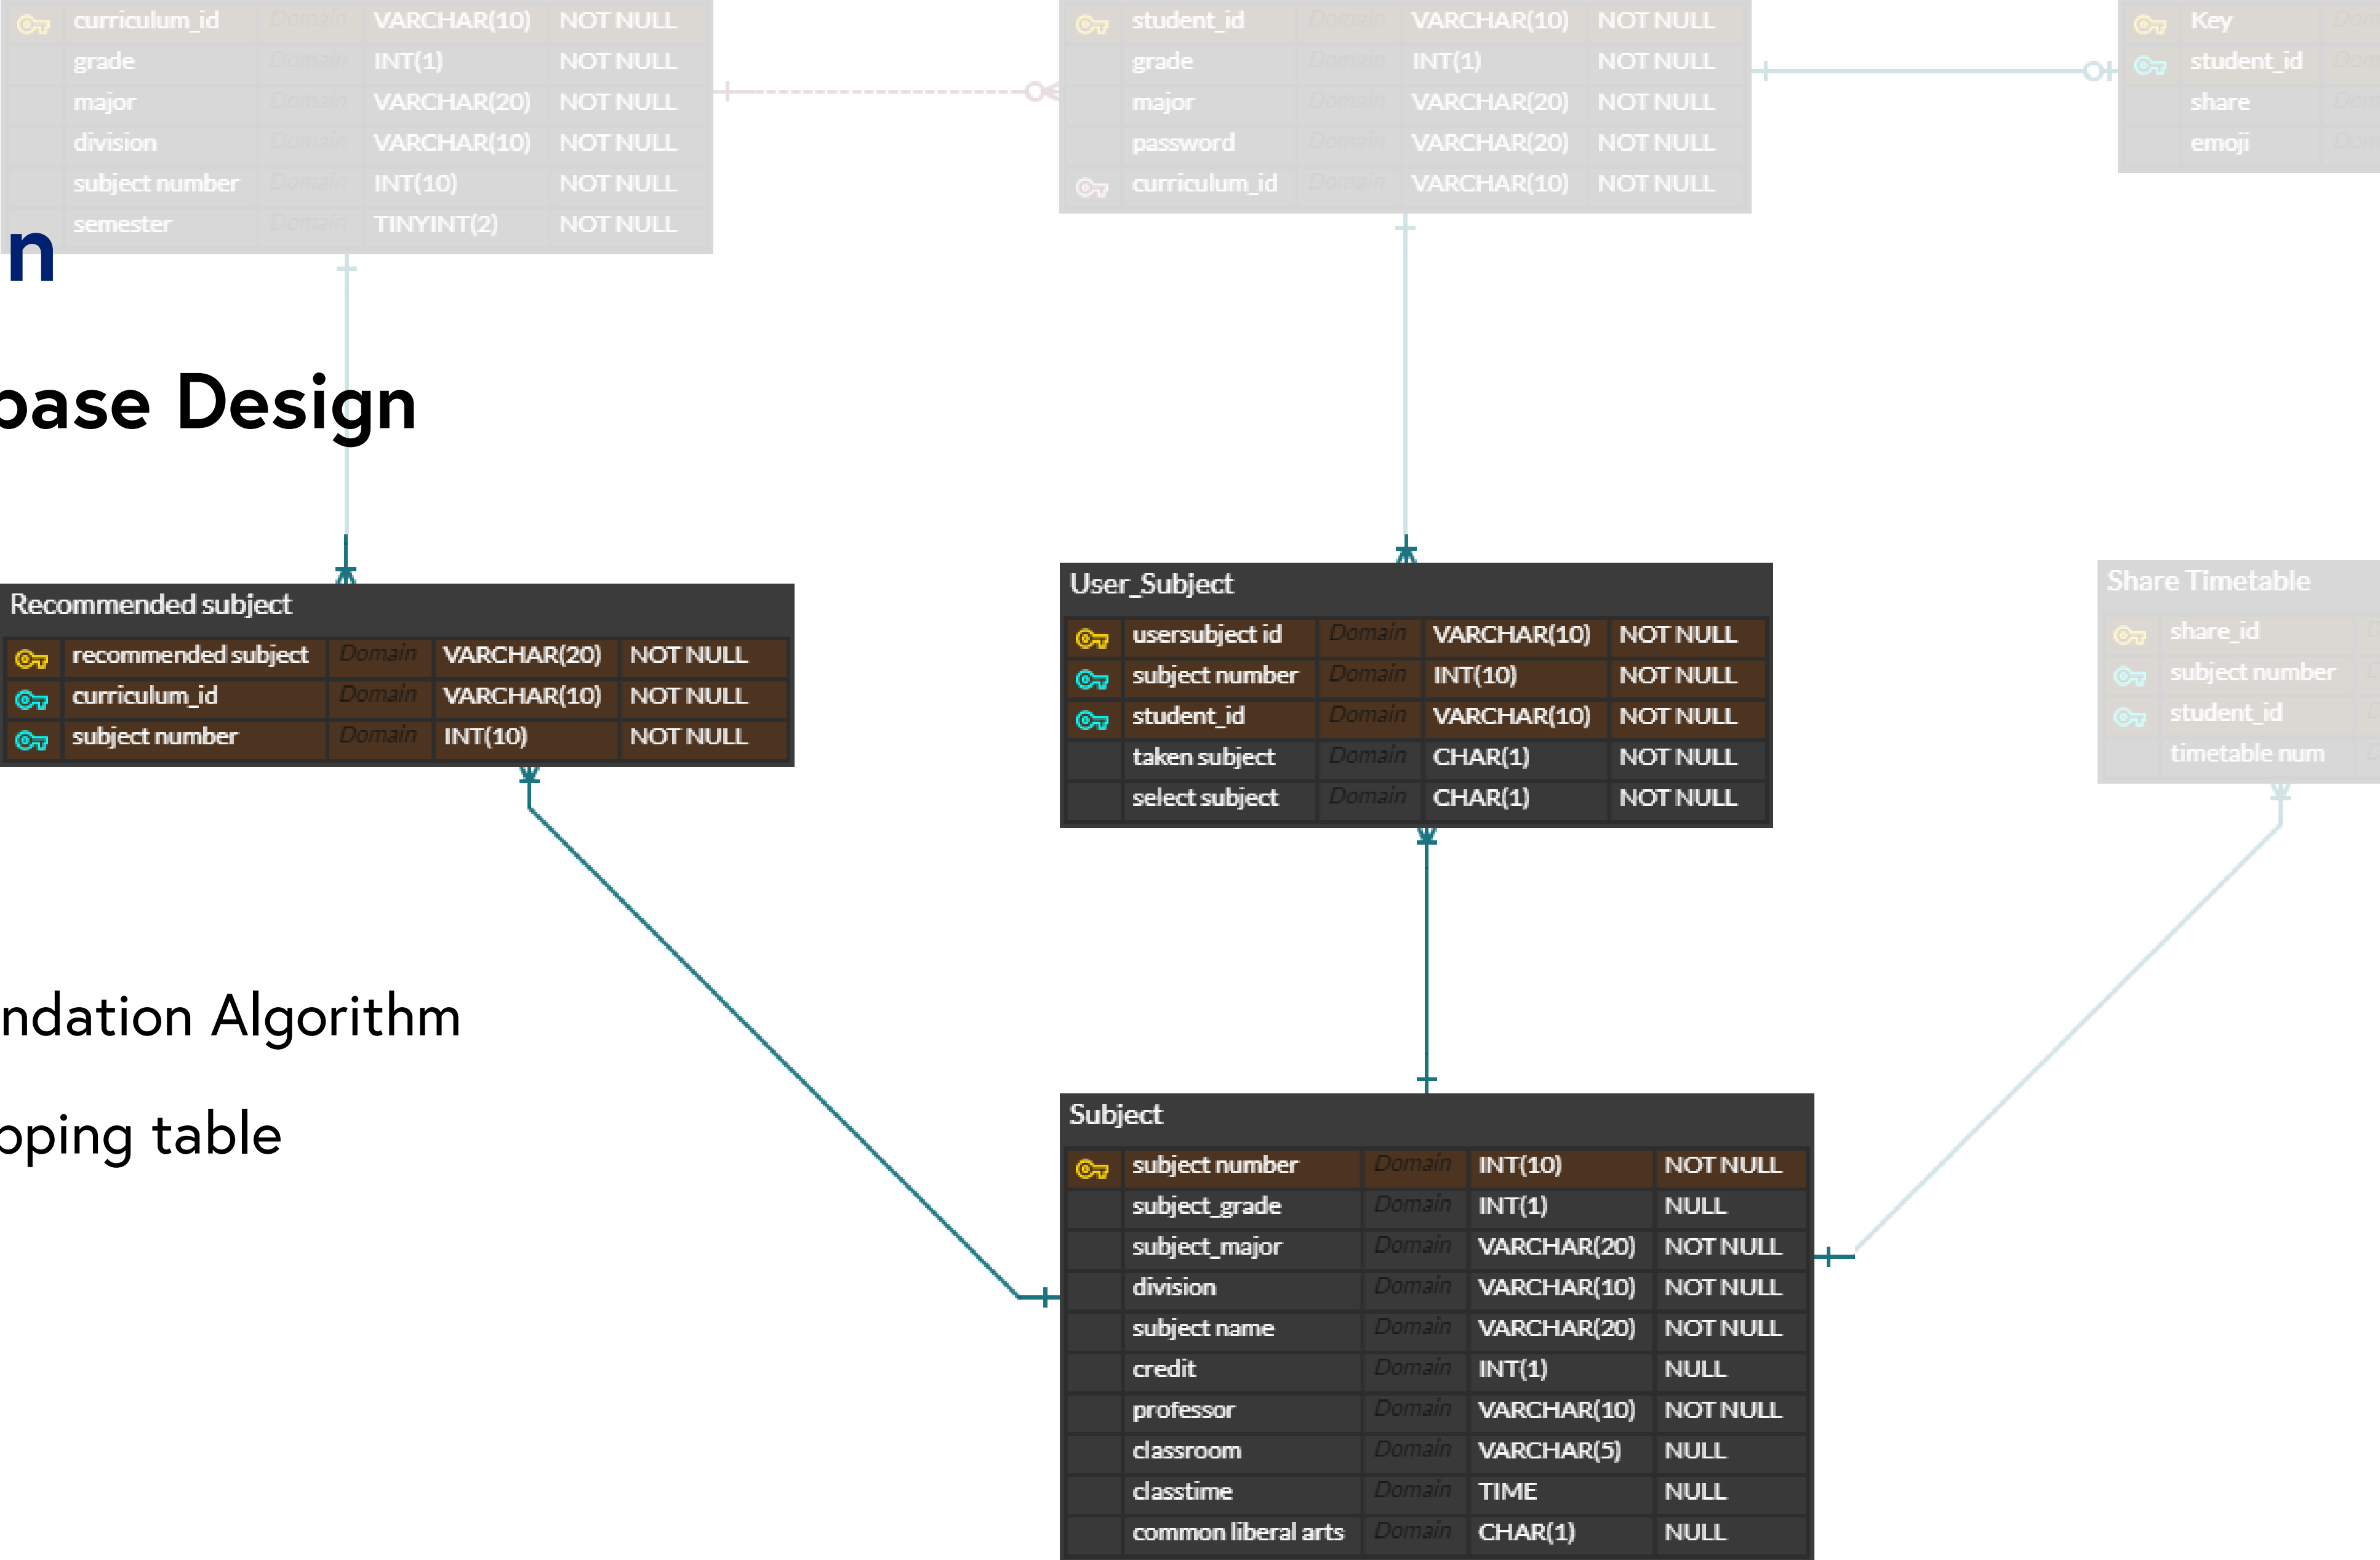 curriculum_id Domain VARCHAR(10) NOT NULL
grade Domain INT(1) NOT NULL
major Domain VARCHAR(20) NOT NULL
division Domain VARCHAR(10) NOT NULL
subject number Domain INT(10) NOT NULL
semester Domain TINYINT(2) NOT NULL
student_id Domain VARCHAR(10) NOT NULL
grade Domain INT(1) NOT NULL
major Domain VARCHAR(20) NOT NULL
password Domain VARCHAR(20) NOT NULL
curriculum_id Domain VARCHAR(10) NOT NULL
Key
student_id
share
emoji
n
base Design
Recommended subject
recommended subject Domain VARCHAR(20) NOT NULL
curriculum_id Domain VARCHAR(10) NOT NULL
subject number Domain INT(10) NOT NULL
User_Subject
usersubject id Domain VARCHAR(10) NOT NULL
subject number Domain INT(10) NOT NULL
student_id Domain VARCHAR(10) NOT NULL
taken subject Domain CHAR(1) NOT NULL
select subject Domain CHAR(1) NOT NULL
Share Timetable
share_id
subject number
student_id
timetable num
ndation Algorithm
pping table
Subject
subject number Domain INT(10) NOT NULL
subject_grade Domain INT(1) NULL
subject_major Domain VARCHAR(20) NOT NULL
division Domain VARCHAR(10) NOT NULL
subject name Domain VARCHAR(20) NOT NULL
credit Domain INT(1) NULL
professor Domain VARCHAR(10) NOT NULL
classroom Domain VARCHAR(5) NULL
classtime Domain TIME NULL
common liberal arts Domain CHAR(1) NULL